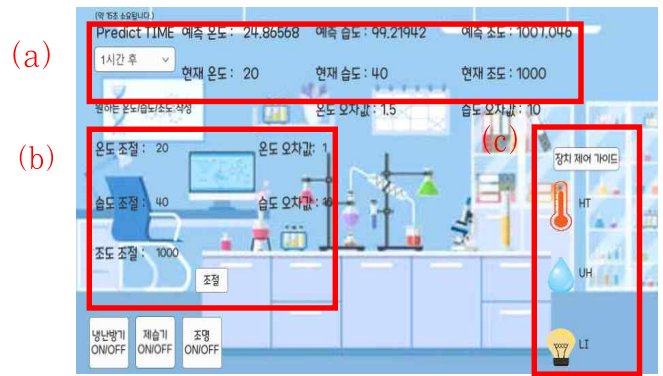 (약 15초 소요됩니다.)
(a)
Predict TIME 예측 온도 : 24.86568 예측 습도 : 99.21942 예측 조도 : 1007.046
1시간 후
현재 온도 : 20 현재 습도 : 40 현재 조도 : 1000
원하는 온도/습도/조도 작성
온도 오차값 : 1.5 습도 오차값 : 10
(b)
(c)
온도 조절 : 20 온도 오차값: 1
장치 제어 가이드
습도 조절 : 40 습도 오차값 :
HT
조도 조절 : 1000
조절
UH
냉난방기 ON/OFF
제습기 ON/OFF
조명 ON/OFF
LI